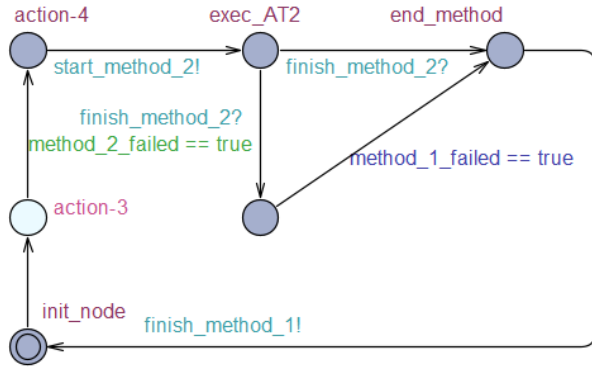 action-4
exec_AT2
end_method
start_method_2!
finish_method_2?
finish_method_2?
method_2_failed == true
method_1_failed == true
action-3
init_node
finish_method_1!